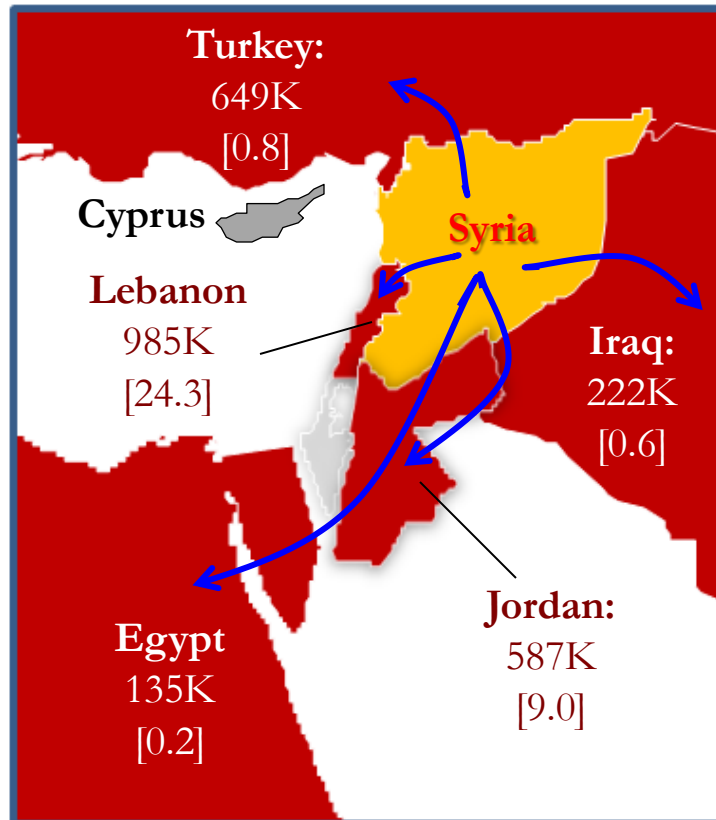 Turkey:
649K
[0.8]
Cyprus
Syria
Lebanon
985K
[24.3]
Iraq:
222K
[0.6]
Jordan:
587K
[9.0]
Egypt
135K
[0.2]